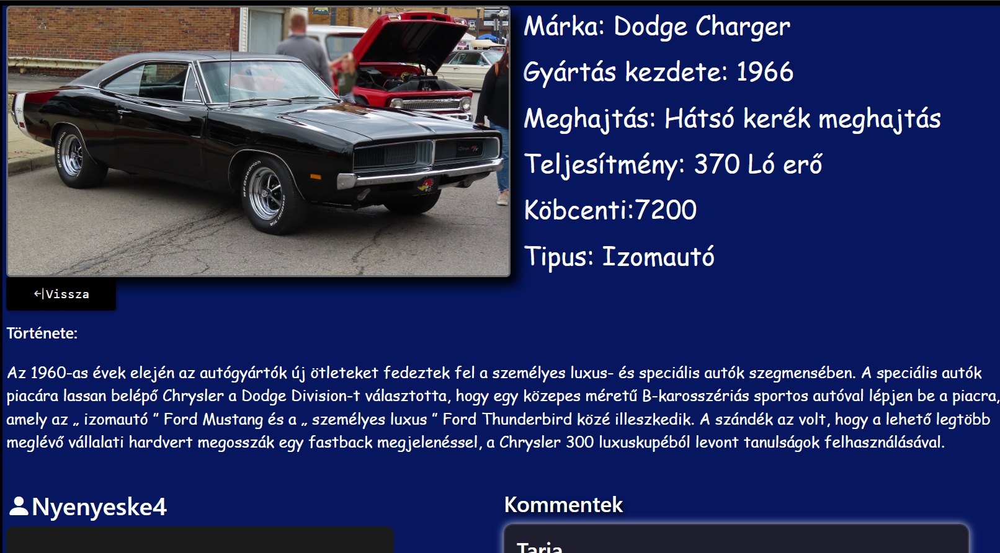 Márka: Dodge Charger
Gyártás kezdete: 1966
Meghajtás: Hátsó kerék meghajtás
Teljesítmény: 370 Ló erő
Köbcenti:7200
Tipus: Izomautó
Vissza
Története:
Az 1960-as évek elején az autógyártók új ötleteket fedeztek fel a személyes luxus- és speciális autók szegmensében. A speciális autók
piacára lassan belépő Chrysler a Dodge Division-t választotta, hogy egy közepes méretű B-karosszériás sportos autóval lépjen be a piacra,
amely az „ izomautó ” Ford Mustang és a „ személyes luxus ” Ford Thunderbird közé illeszkedik. A szándék az volt, hogy a lehető legtöbb
meglévő vállalati hardvert megosszák egy fastback megjelenéssel, a Chrysler 300 luxuskupéból levont tanulságok felhasználásával.
Nyenyeske4
Kommentek